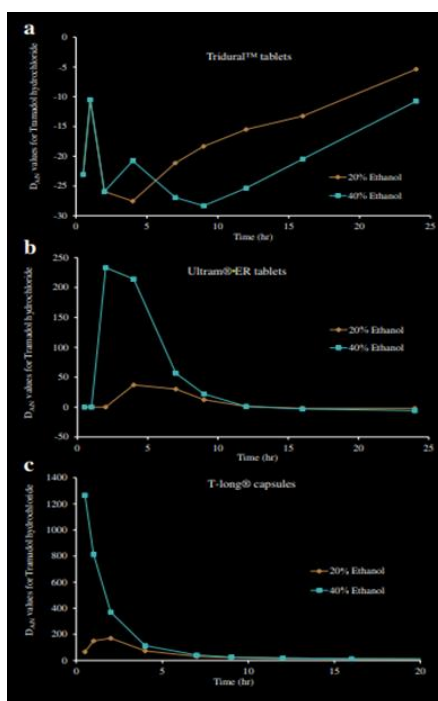 a
Tridural™ tablets
DAN values for Tramadol hydrochloride
0
-5
-10
-15
-20
-25
-30
0 5 10 15 20 25
Time (hr)
20% Ethanol
40% Ethanol
b
Ultram® ER tablets
DAN values for Tramadol hydrochloride
250
200
150
100
50
0
-50
0 5 10 15 20 25
Time (hr)
20% Ethanol
40% Ethanol
c
T-long® capsules
DAN values for Tramadol hydrochloride
1400
1200
1000
800
600
400
200
0
0 5 10 15 20
Time (hr)
20% Ethanol
40% Ethanol